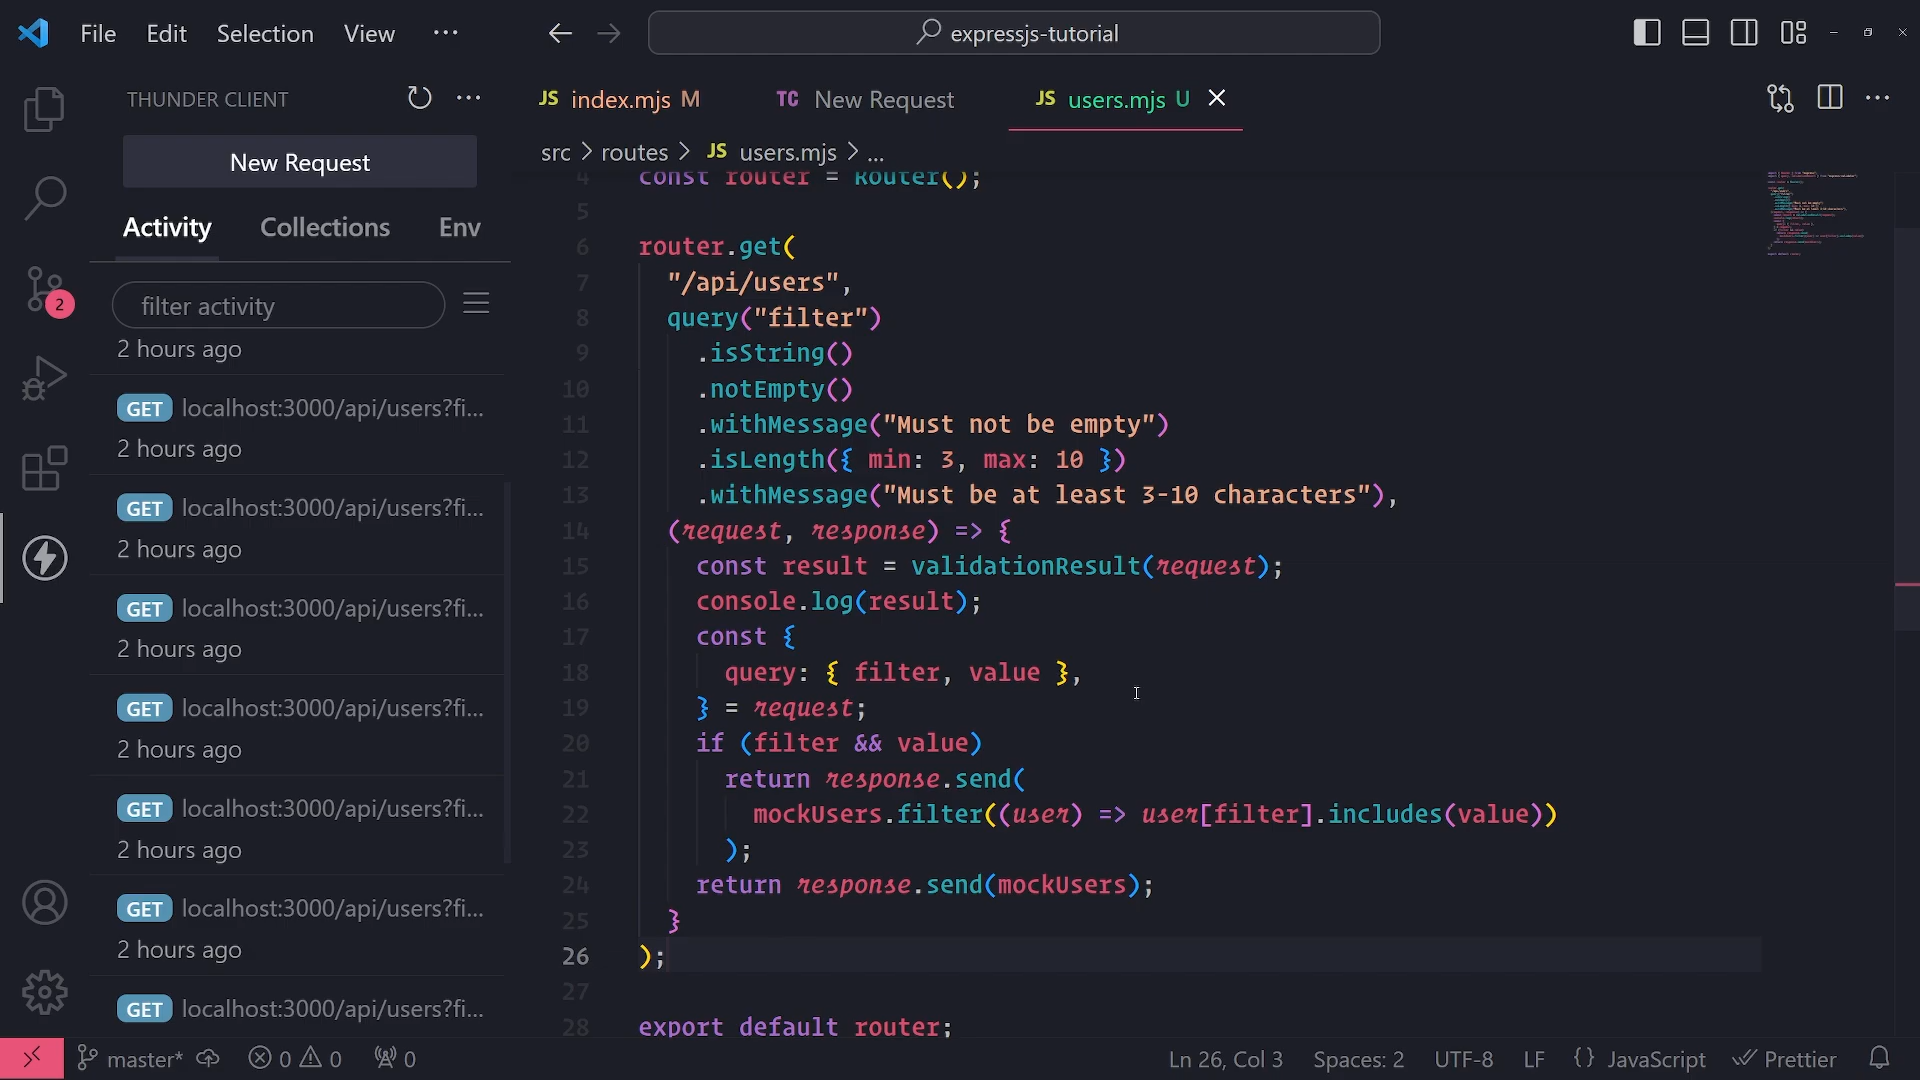 File Edit Selection View ···
expressjs-tutorial
THUNDER CLIENT
New Request
Activity Collections Env
filter activity
2 hours ago
GET localhost:3000/api/users?fi...
2 hours ago
GET localhost:3000/api/users?fi...
2 hours ago
GET localhost:3000/api/users?fi...
2 hours ago
GET localhost:3000/api/users?fi...
2 hours ago
GET localhost:3000/api/users?fi...
2 hours ago
GET localhost:3000/api/users?fi...
2 hours ago
GET localhost:3000/api/users?fi...
2
JS index.mjs M TC New Request JS users.mjs U
src > routes > JS users.mjs > ...
4 const router = Router();
5
6 router.get(
7 "/api/users",
8 query("filter")
9 .isString()
10 .notEmpty()
11 .withMessage("Must not be empty")
12 .isLength({ min: 3, max: 10 })
13 .withMessage("Must be at least 3-10 characters"),
14 (request, response) => {
15 const result = validationResult(request);
16 console.log(result);
17 const {
18 query: { filter, value },
19 } = request;
20 if (filter && value)
21 return response.send(
22 mockUsers.filter((user) => user[filter].includes(value))
23 );
24 return response.send(mockUsers);
25 }
26 );
27
28 export default router;
master* 0 0 0 Ln 26, Col 3 Spaces: 2 UTF-8 LF {} JavaScript Prettier